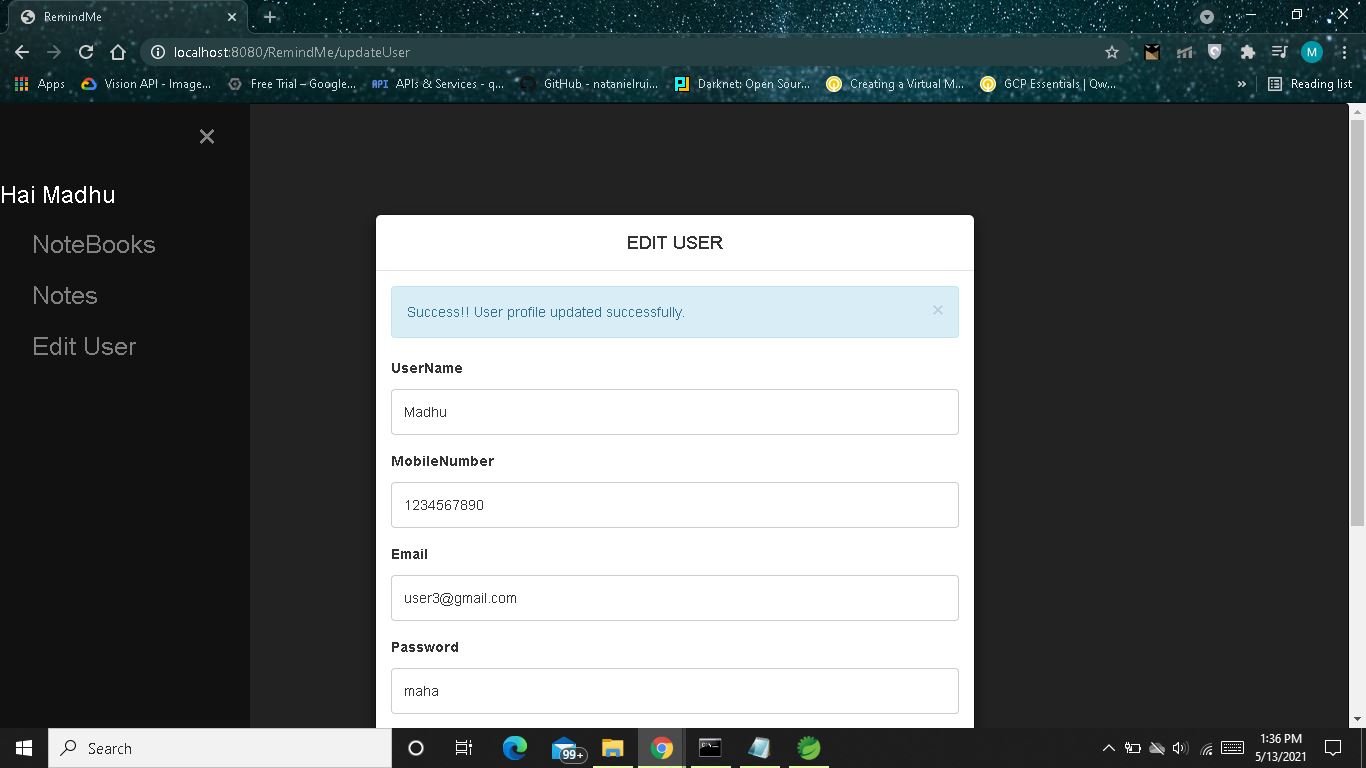 RemindMe
localhost:8080/RemindMe/updateUser
M
Apps
Vision API - Image...
Free Trial – Google...
API APIs & Services - q...
GitHub - natanielrui...
Darknet: Open Sour...
Creating a Virtual M...
GCP Essentials | Qw...
Reading list
Hai Madhu
NoteBooks
Notes
Edit User
EDIT USER
Success!! User profile updated successfully.
UserName
Madhu
MobileNumber
1234567890
Email
user3@gmail.com
Password
maha
Search
99+
1:36 PM
5/13/2021